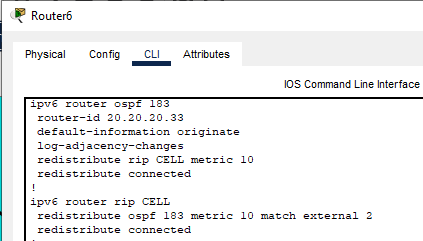 Router6
Physical Config CLI Attributes
IOS Command Line Interface
ipv6 router ospf 183
router-id 20.20.20.33
default-information originate
log-adjacency-changes
redistribute rip CELL metric 10
redistribute connected
!
ipv6 router rip CELL
redistribute ospf 183 metric 10 match external 2
redistribute connected